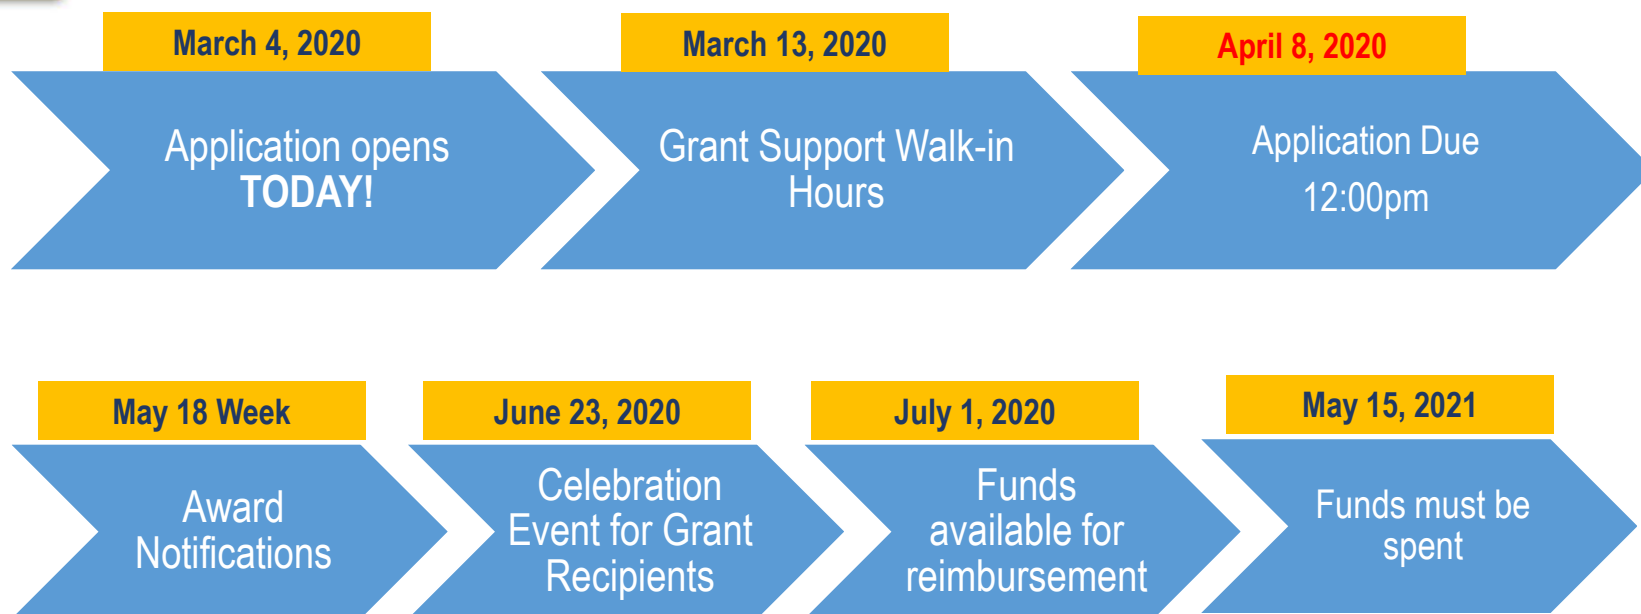 March 4, 2020
Application opens
TODAY!
March 13, 2020
Grant Support Walk-in
Hours
April 8, 2020
Application Due
12:00pm
May 18 Week
Award
Notifications
June 23, 2020
Celebration
Event for Grant
Recipients
July 1, 2020
Funds
available for
reimbursement
May 15, 2021
Funds must be
spent